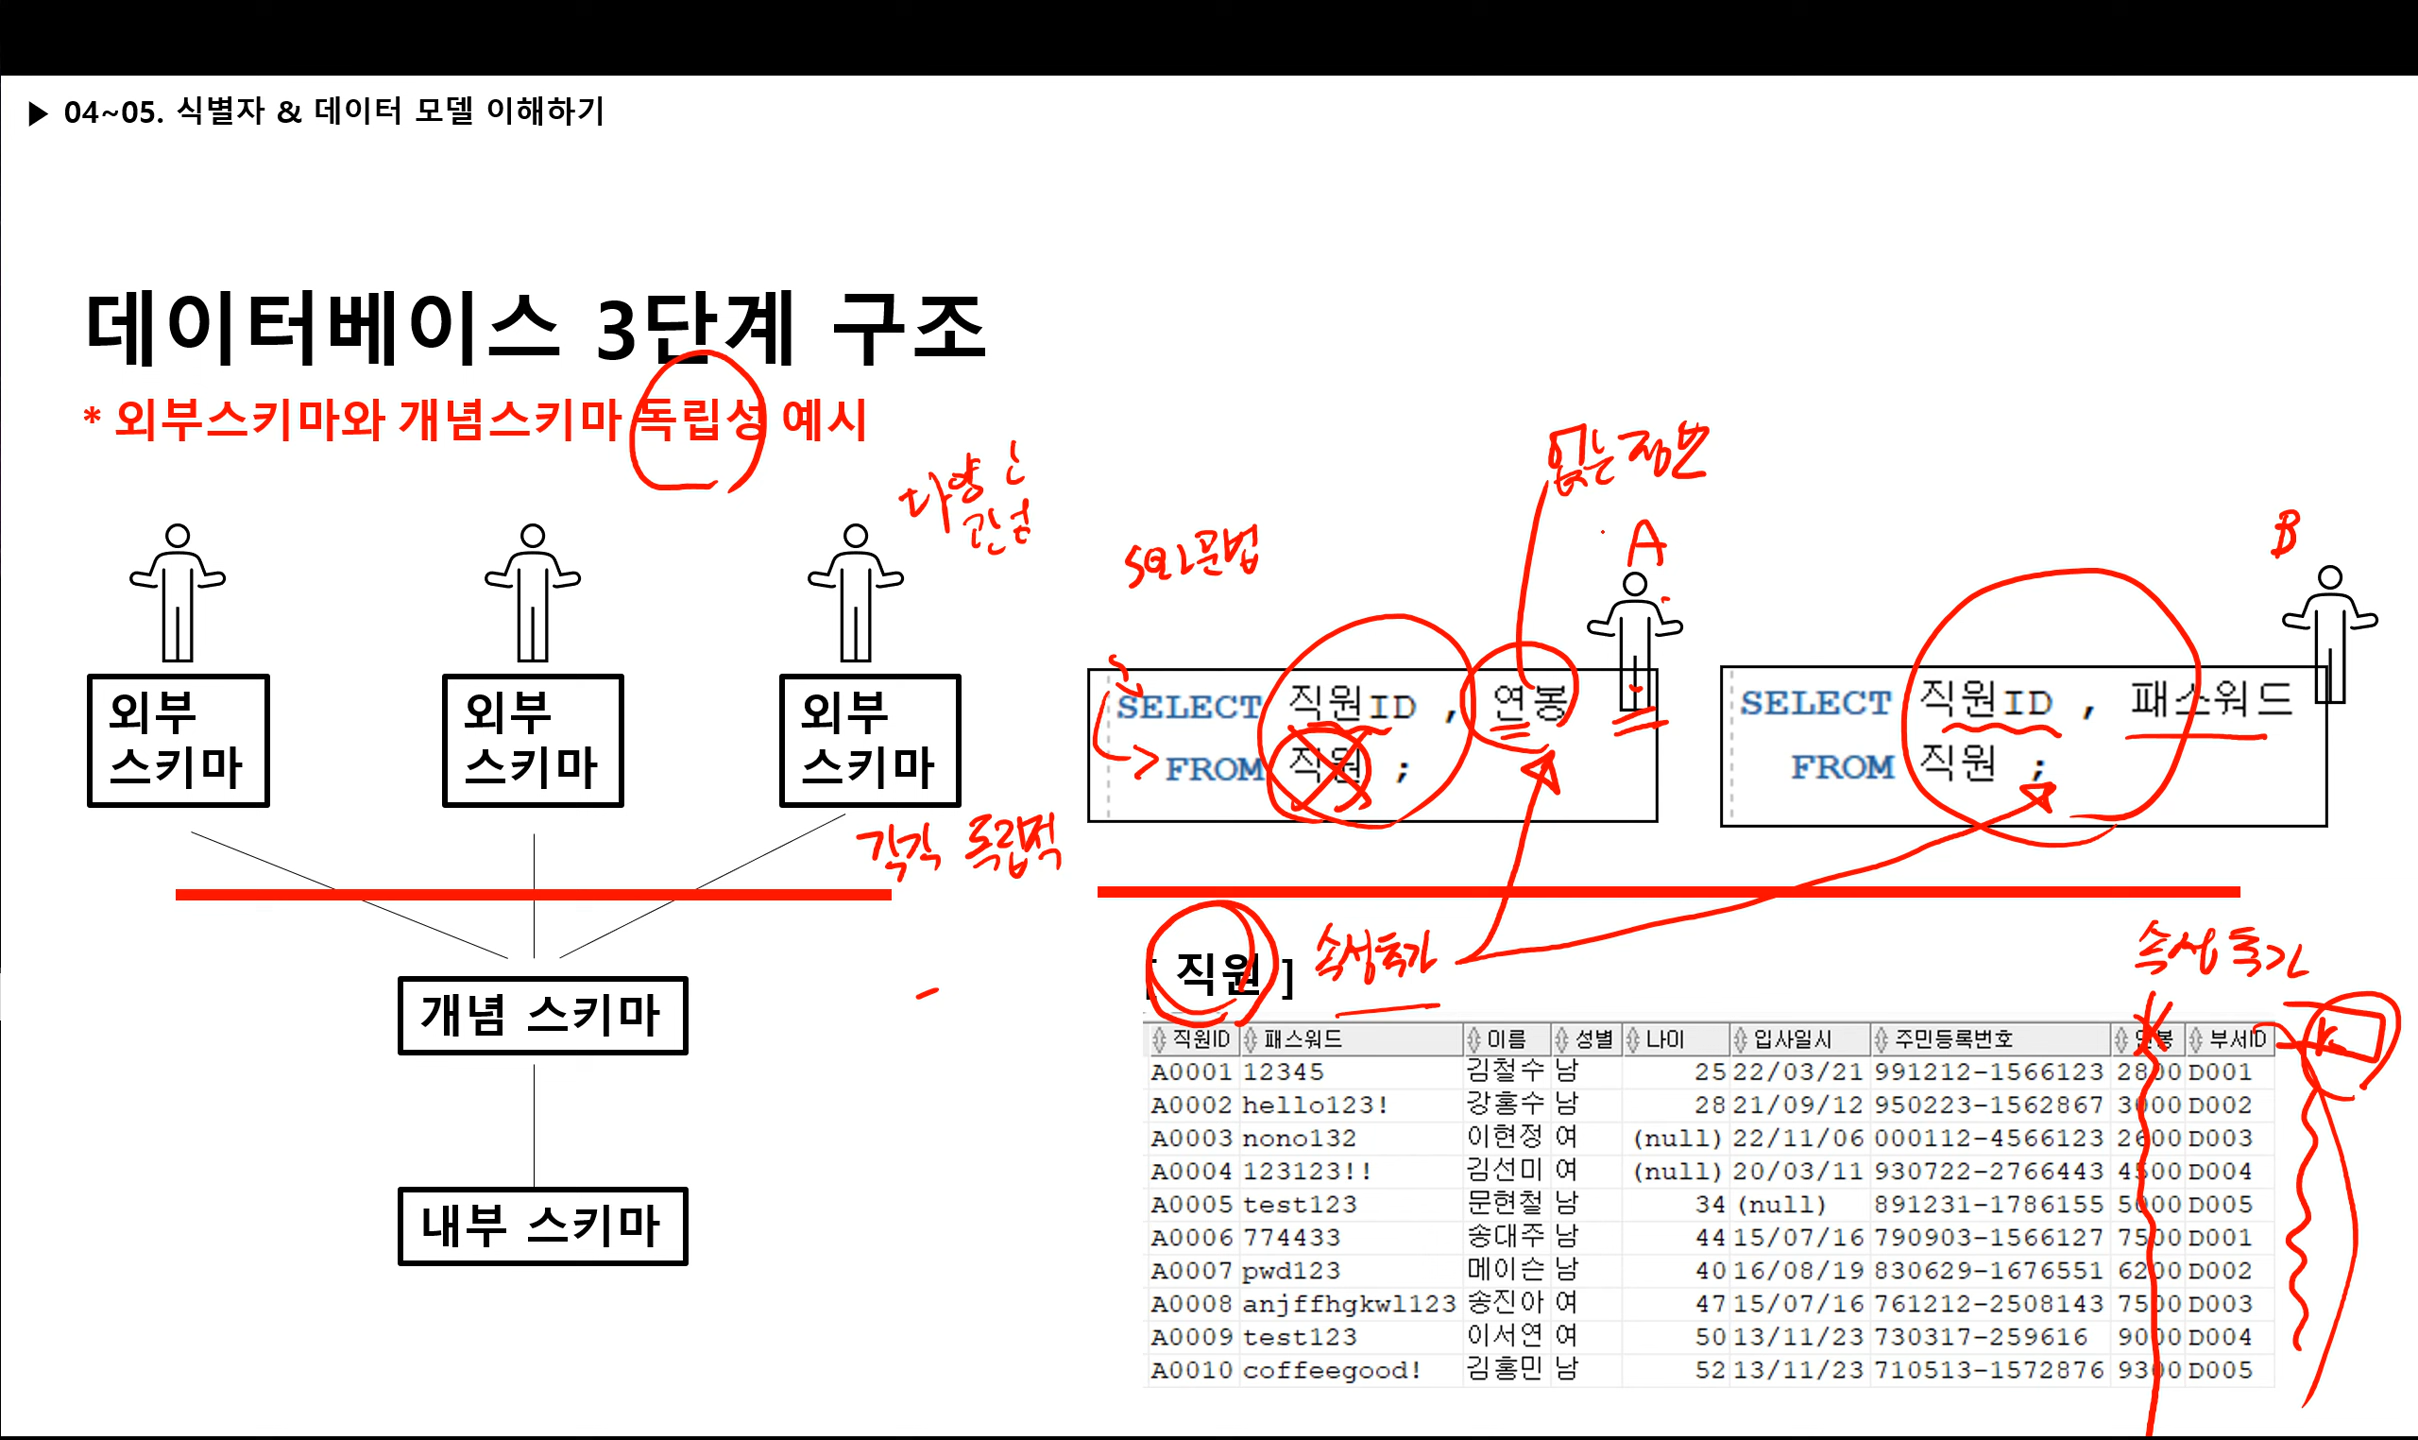 ▶ 04~05. 식별자 & 데이터 모델 이해하기
데이터베이스 3단계 구조
* 외부스키마와 개념스키마 독립성 예시
다양한
관점
SQL문법
없는 정보
A
B
외부
스키마
외부
스키마
외부
스키마
SELECT 직원ID , 연봉
FROM 직원 ;
SELECT 직원ID , 패스워드
FROM 직원 ;
각각 독립적
개념 스키마
내부 스키마
[ 직원 ]
속성추가
속성 추가
직원ID 패스워드 이름 성별 나이 입사일시 주민등록번호 연봉 부서ID
A0001 12345 김철수 남 25 22/03/21 991212-1566123 2800 D001
A0002 hello123! 강홍수 남 28 21/09/12 950223-1562867 3000 D002
A0003 nono132 이현정 여 (null) 22/11/06 000112-4566123 2600 D003
A0004 123123!! 김선미 여 (null) 20/03/11 930722-2766443 4500 D004
A0005 test123 문현철 남 34 (null) 891231-1786155 5000 D005
A0006 774433 송대주 남 44 15/07/16 790903-1566127 7500 D001
A0007 pwd123 메이슨 남 40 16/08/19 830629-1676551 6200 D002
A0008 anjffhgkwl123 송진아 여 47 15/07/16 761212-2508143 7500 D003
A0009 test123 이서연 여 50 13/11/23 730317-259616 9000 D004
A0010 coffeegood! 김홍민 남 52 13/11/23 710513-1572876 9300 D005